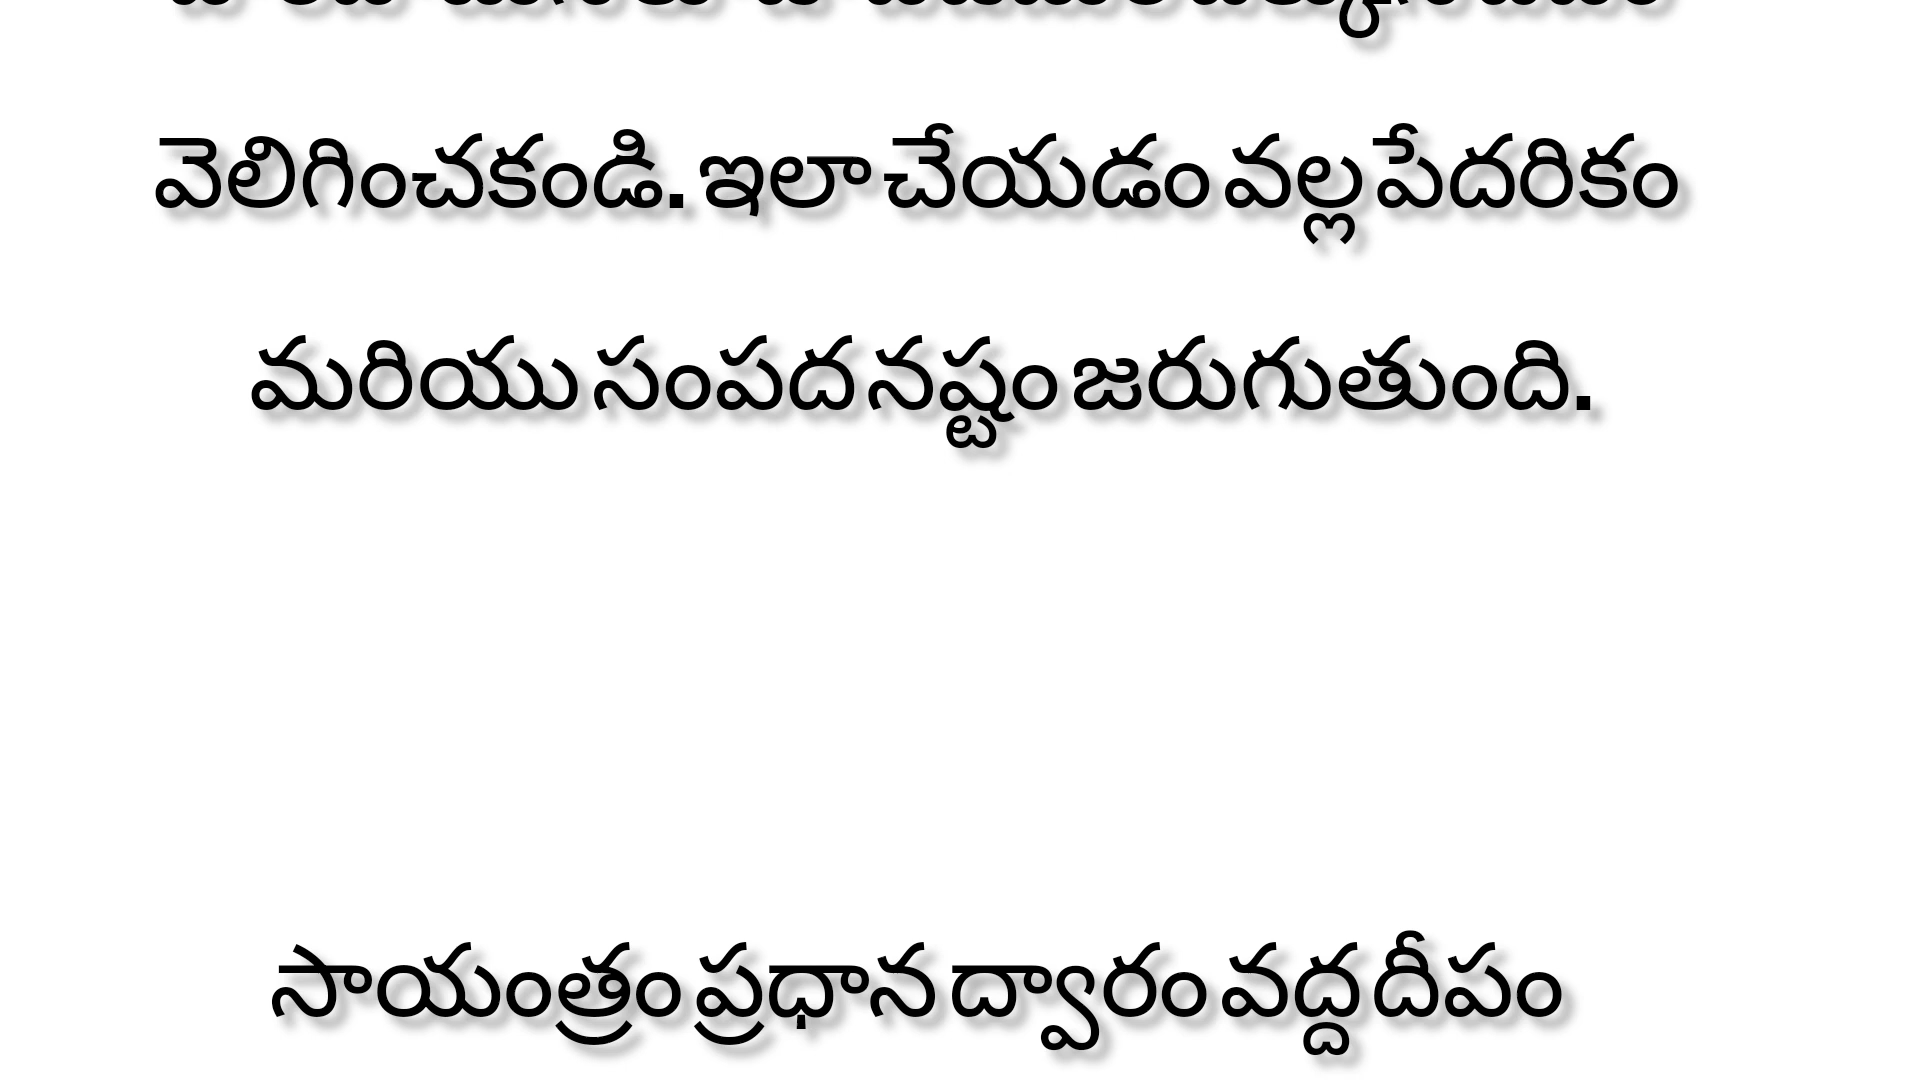 వెలిగించకండి. ఇలా చేయడం వల్ల పేదరికం
మరియు సంపద నష్టం జరుగుతుంది.
సాయంత్రం ప్రధాన ద్వారం వద్ద దీపం